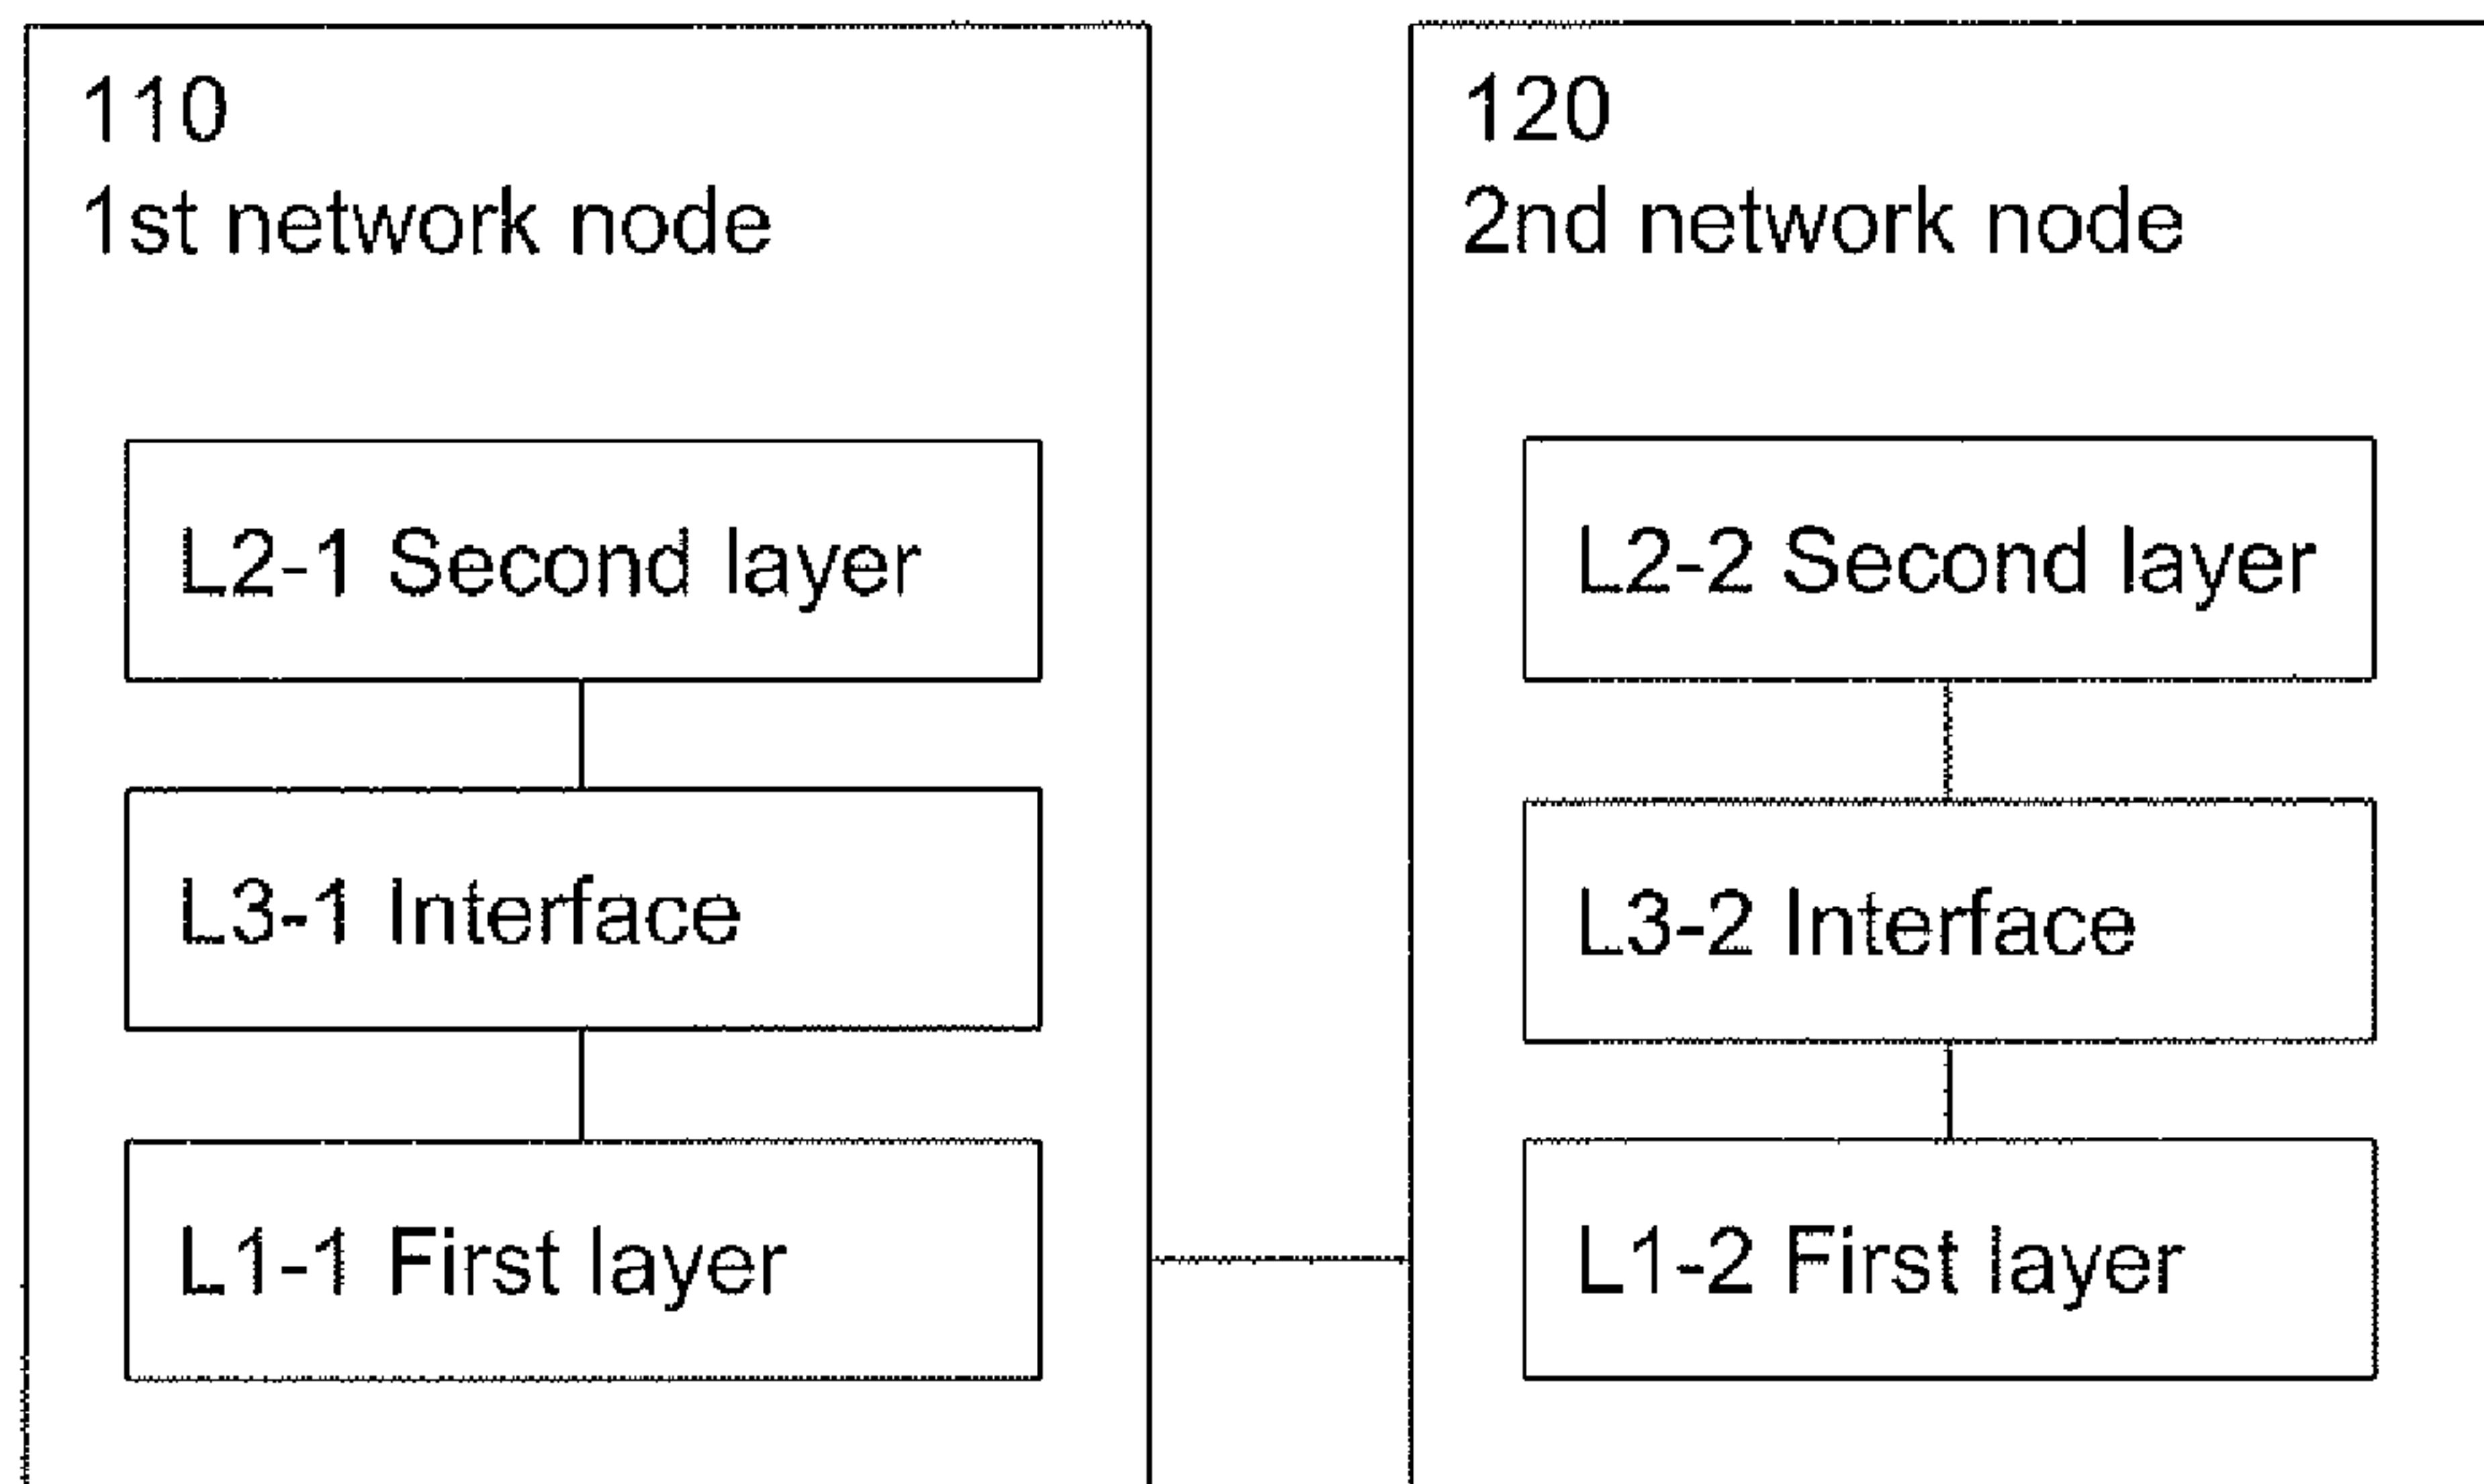 110
1st network node
L2-1 Second layer
L3-1 Interface
L1-1 First layer
120
2nd network node
L2-2 Second layer
L3-2 Interface
L1-2 First layer